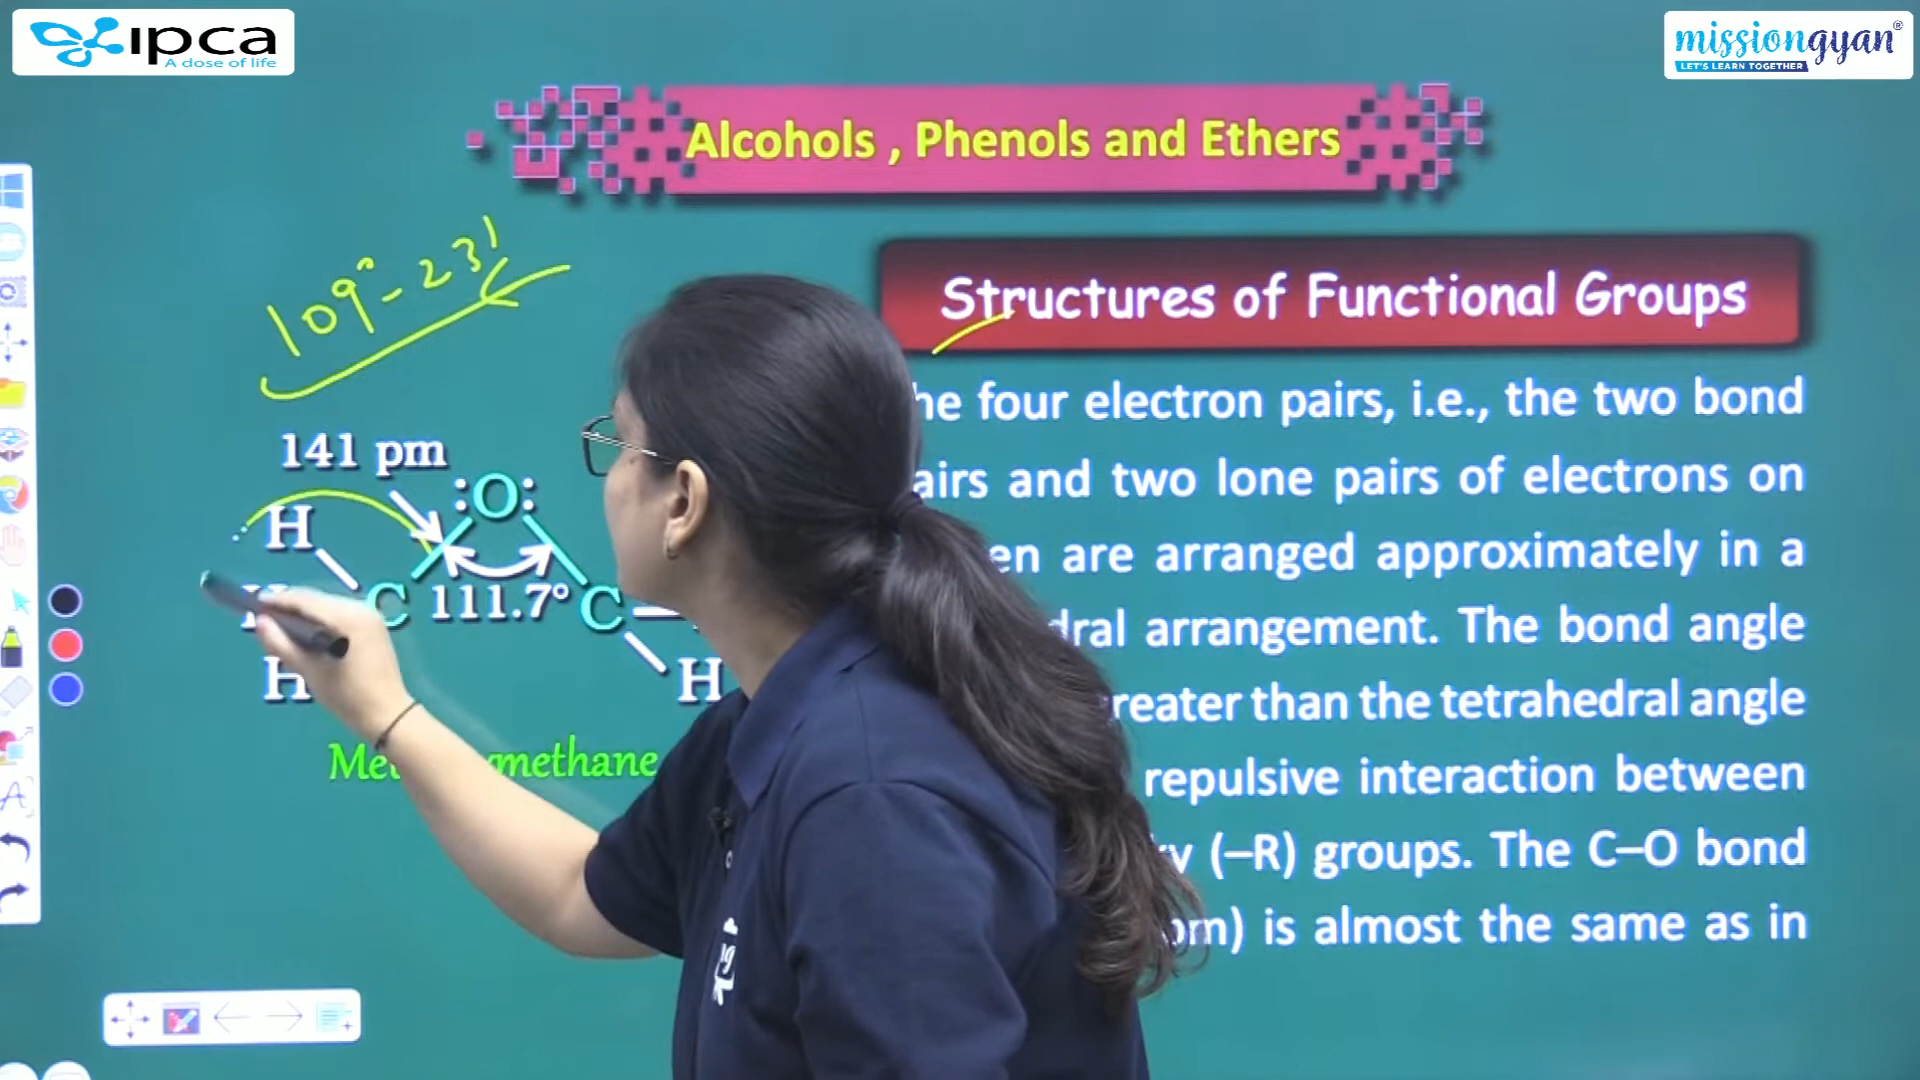 ipca
A dose of life
missiongyan®
LET'S LEARN TOGETHER
Alcohols , Phenols and Ethers
109° - 23'
Structures of Functional Groups
he four electron pairs, i.e., the two bond
airs and two lone pairs of electrons on
en are arranged approximately in a
dral arrangement. The bond angle
reater than the tetrahedral angle
repulsive interaction between
xy (–R) groups. The C–O bond
pm) is almost the same as in
141 pm
:O:
H
C 111.7° C
H H
methane